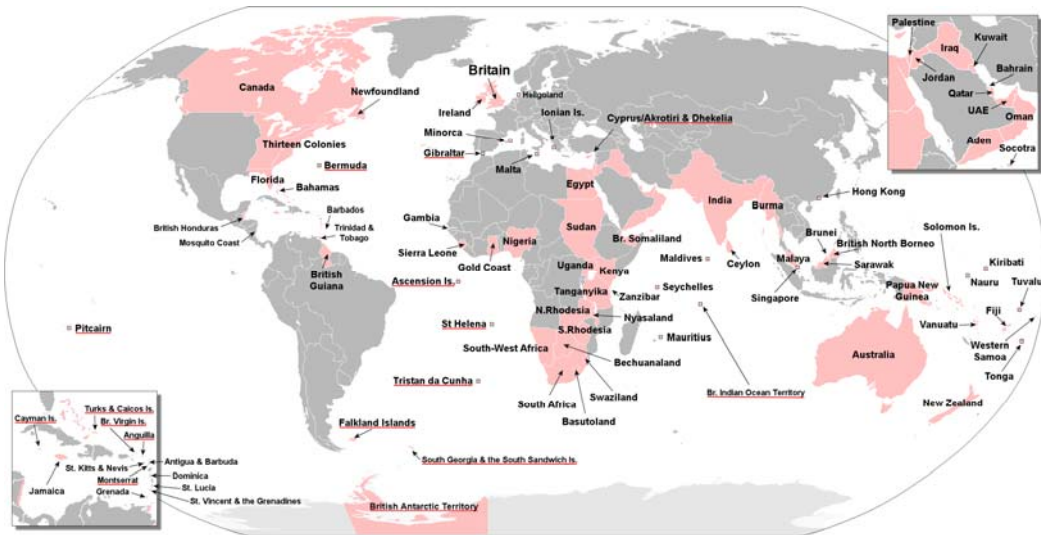 Canada
Newfoundland
Thirteen Colonies
Bermuda
Florida
Bahamas
British Honduras
Mosquito Coast
Barbados
Trinidad &
Tobago
British
Guiana
Britain
Ireland
Heligoland
Minorca
Gibraltar
Ionian Is.
Malta
Cyprus/Akrotiri & Dhekelia
Egypt
Sudan
Gambia
Sierra Leone
Gold Coast
Nigeria
Br. Somaliland
Uganda
Kenya
Tanganyika
Zanzibar
N.Rhodesia
Nyasaland
S.Rhodesia
South-West Africa
Bechuanaland
Swaziland
South Africa
Basutoland
Ascension Is.
St Helena
Tristan da Cunha
Pitcairn
Falkland Islands
South Georgia & the South Sandwich Is.
British Antarctic Territory
India
Burma
Hong Kong
Maldives
Ceylon
Seychelles
Mauritius
Br. Indian Ocean Territory
Malaya
Singapore
Brunei
British North Borneo
Sarawak
Solomon Is.
Papua New
Guinea
Kiribati
Nauru
Tuvalu
Fiji
Vanuatu
Western
Samoa
Tonga
Australia
New Zealand
Palestine
Iraq
Kuwait
Jordan
Bahrain
Qatar
UAE
Oman
Aden
Socotra
Turks & Caicos Is.
Cayman Is.
Br. Virgin Is.
Anguilla
St. Kitts & Nevis
Antigua & Barbuda
Montserrat
Dominica
Jamaica
St. Lucia
Grenada
St. Vincent & the Grenadines